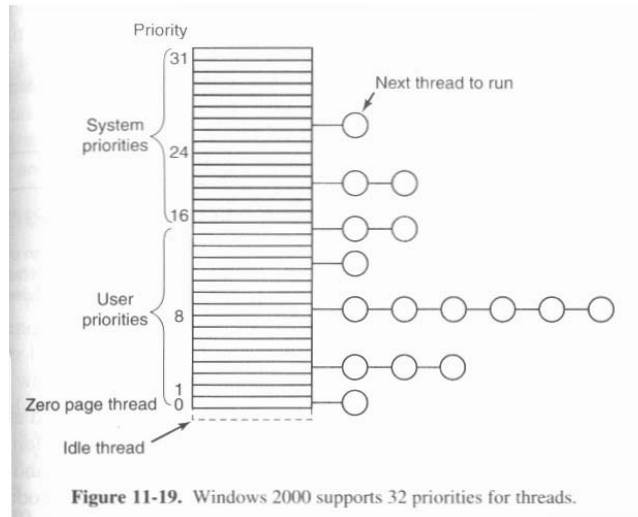 Priority
31
Next thread to run
System
priorities
24
16
User
priorities
8
1
Zero page thread
0
Idle thread
Figure 11-19. Windows 2000 supports 32 priorities for threads.